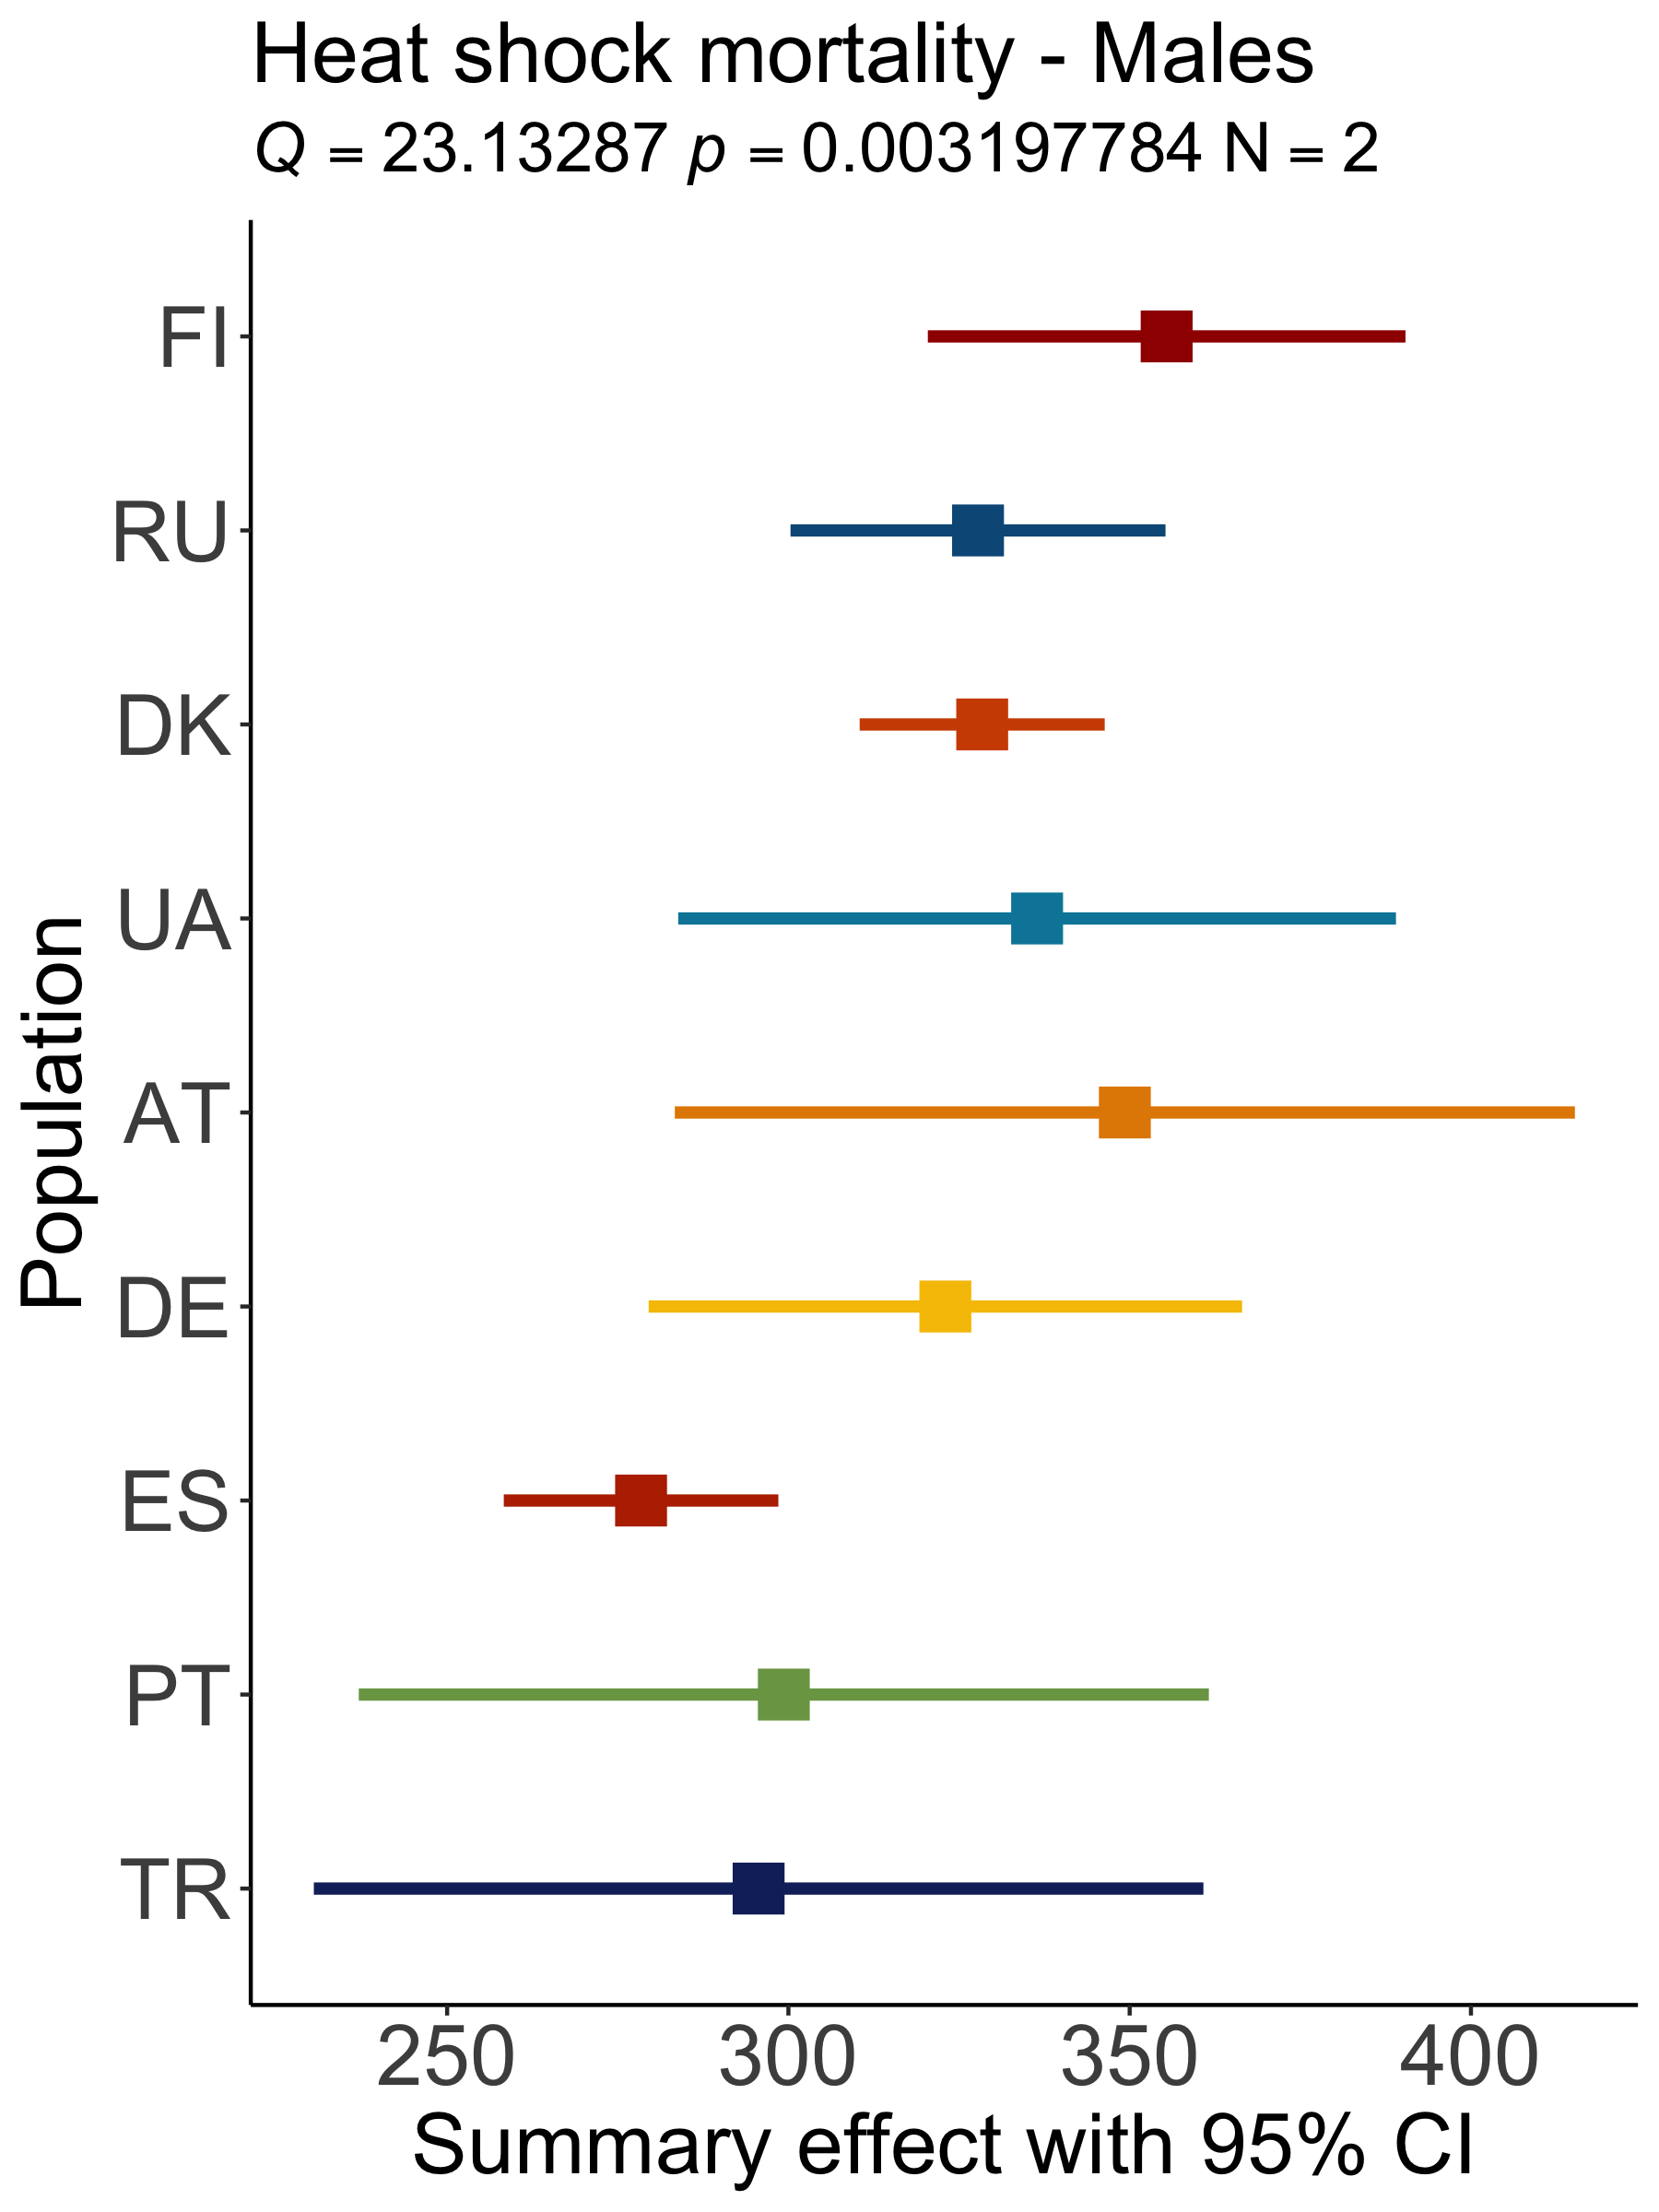 Heat shock mortality - Males
Q = 23.13287 p = 0.003197784 N = 2
FI
RU
DK
UA
AT
DE
ES
PT
TR
Population
250 300 350 400
Summary effect with 95% CI